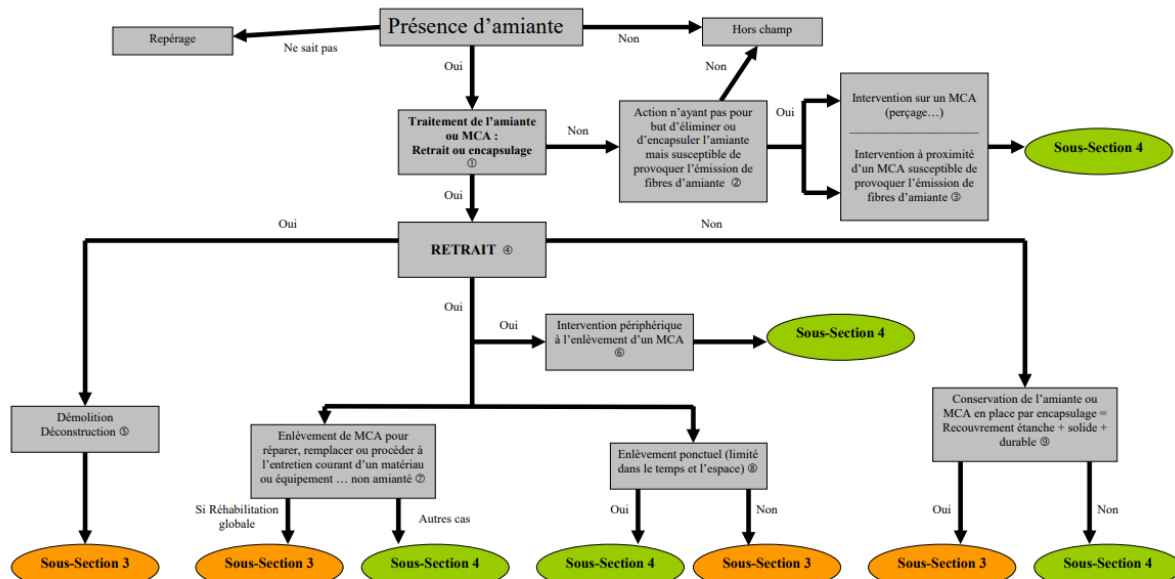 Présence d’amiante
Repérage
Ne sait pas
Non
Hors champ
Oui
Non
Traitement de l’amiante
ou MCA :
Retrait ou encapsulage
①
Non
Action n’ayant pas pour
but d’éliminer ou
d’encapsuler l’amiante
mais susceptible de
provoquer l’émission de
fibres d’amiante ②
Oui
Intervention sur un MCA
(perçage…)
Intervention à proximité
d’un MCA susceptible de
provoquer l’émission de
fibres d’amiante ③
Sous-Section 4
Oui
Oui
RETRAIT ④
Non
Oui
Oui
Intervention périphérique
à l’enlèvement d’un MCA
⑥
Sous-Section 4
Démolition
Déconstruction ⑤
Enlèvement de MCA pour
réparer, remplacer ou procéder à
l’entretien courant d’un matériau
ou équipement … non amianté ⑦
Enlèvement ponctuel (limité
dans le temps et l’espace) ⑧
Conservation de l’amiante ou
MCA en place par encapsulage =
Recouvrement étanche + solide +
durable ⑨
Si Réhabilitation
globale
Autres cas
Oui
Non
Oui
Non
Sous-Section 3
Sous-Section 3
Sous-Section 4
Sous-Section 4
Sous-Section 3
Sous-Section 3
Sous-Section 4